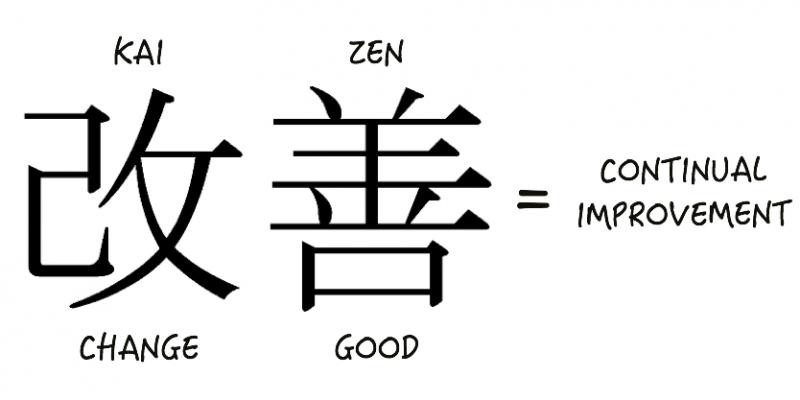 KAI ZEN
改善 = CONTINUAL IMPROVEMENT
CHANGE GOOD